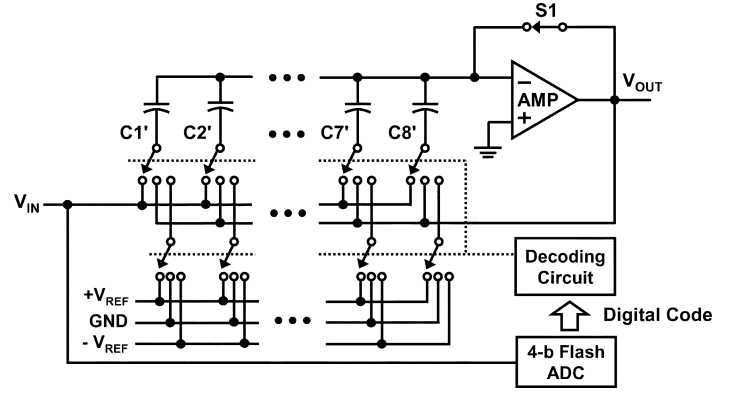 S1
V_OUT
AMP
−
+
C1' C2' C7' C8'
V_IN
Decoding
Circuit
+V_REF
GND
- V_REF
Digital Code
4-b Flash
ADC